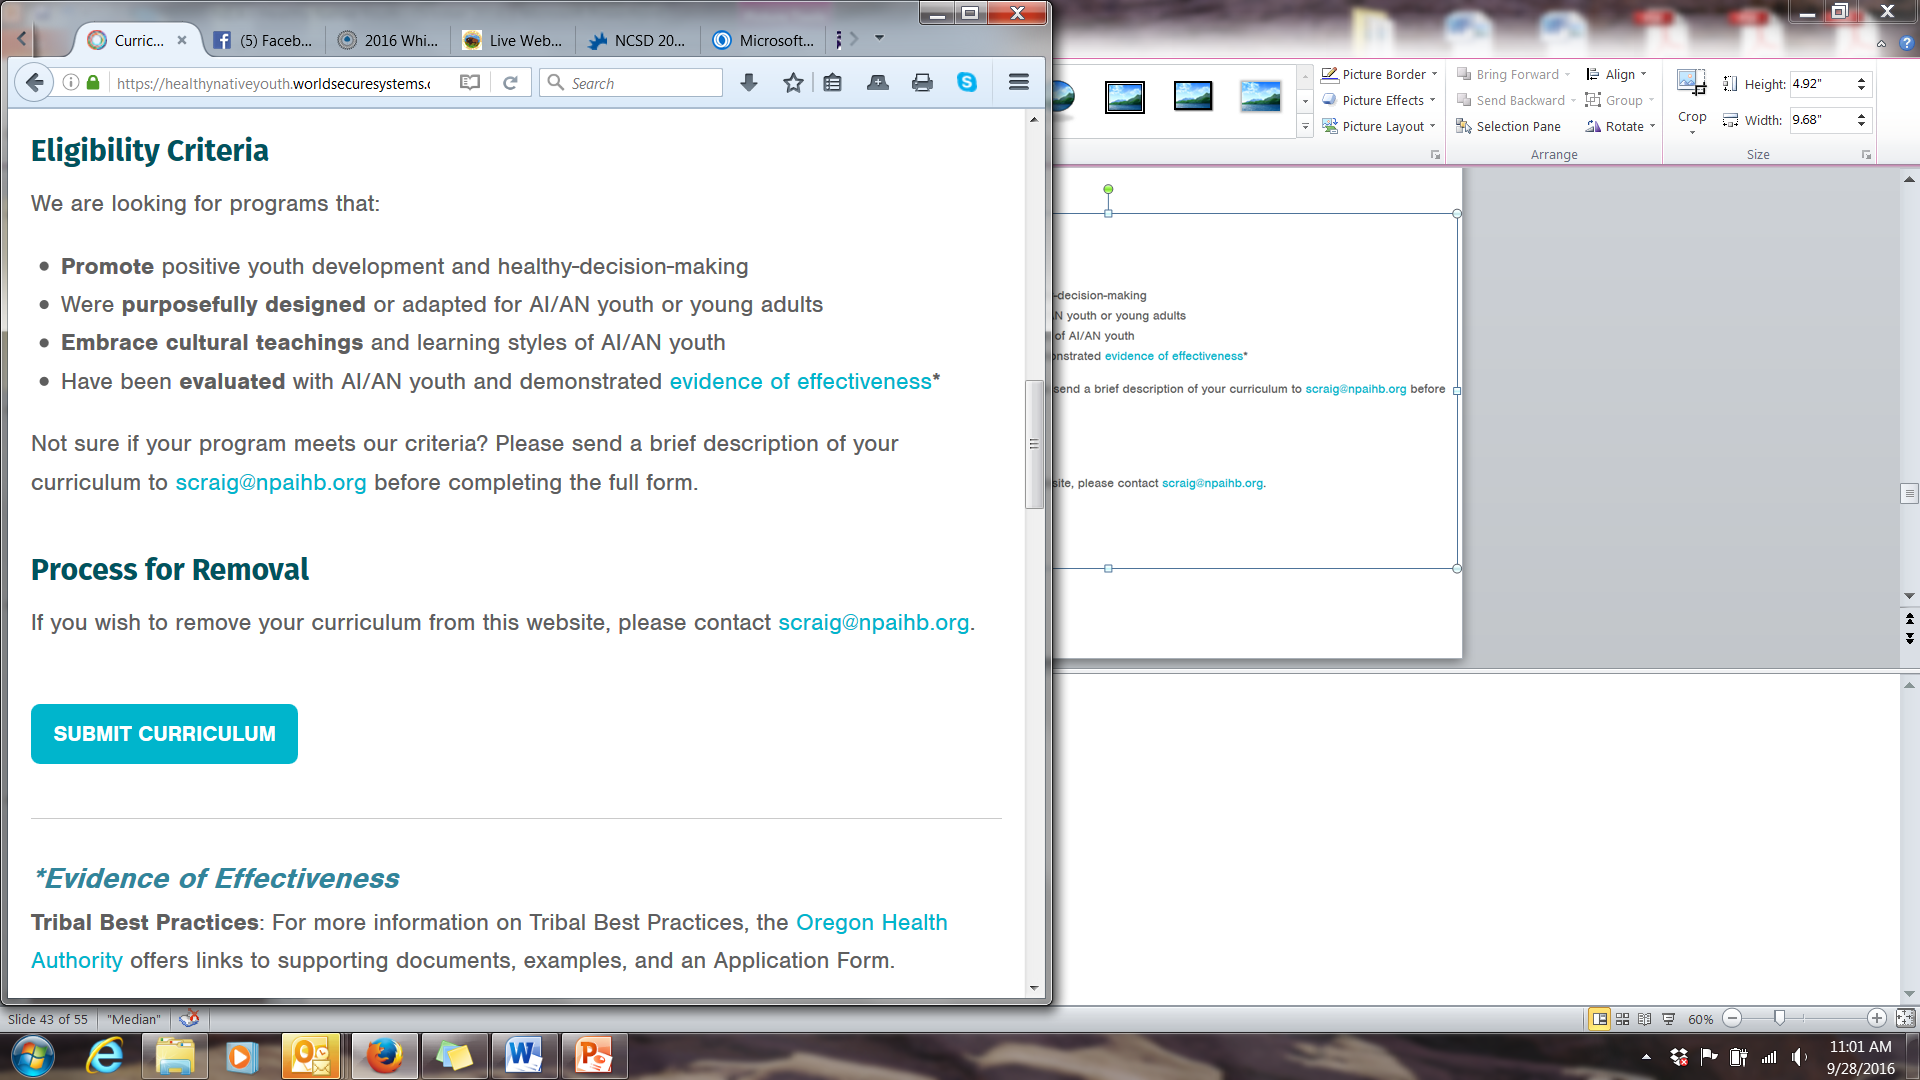 Curric...
(5) Faceb...
2016 Whi...
Live Web...
NCSD 20...
Microsoft...
https://healthynativeyouth.worldsecuresystems.c
Search
Eligibility Criteria
We are looking for programs that:
Promote positive youth development and healthy-decision-making
Were purposefully designed or adapted for AI/AN youth or young adults
Embrace cultural teachings and learning styles of AI/AN youth
Have been evaluated with AI/AN youth and demonstrated evidence of effectiveness*
Not sure if your program meets our criteria? Please send a brief description of your
curriculum to scraig@npaihb.org before completing the full form.
Process for Removal
If you wish to remove your curriculum from this website, please contact scraig@npaihb.org.
SUBMIT CURRICULUM
*Evidence of Effectiveness
Tribal Best Practices: For more information on Tribal Best Practices, the Oregon Health
Authority offers links to supporting documents, examples, and an Application Form.
Picture Border
Picture Effects
Picture Layout
Bring Forward
Send Backward
Selection Pane
Align
Group
Rotate
Arrange
Crop
Height: 4.92"
Width: 9.68"
Size
-decision-making
N youth or young adults
of AI/AN youth
onstrated evidence of effectiveness*
send a brief description of your curriculum to scraig@npaihb.org before
site, please contact scraig@npaihb.org.
Slide 43 of 55
"Median"
60%
11:01 AM
9/28/2016